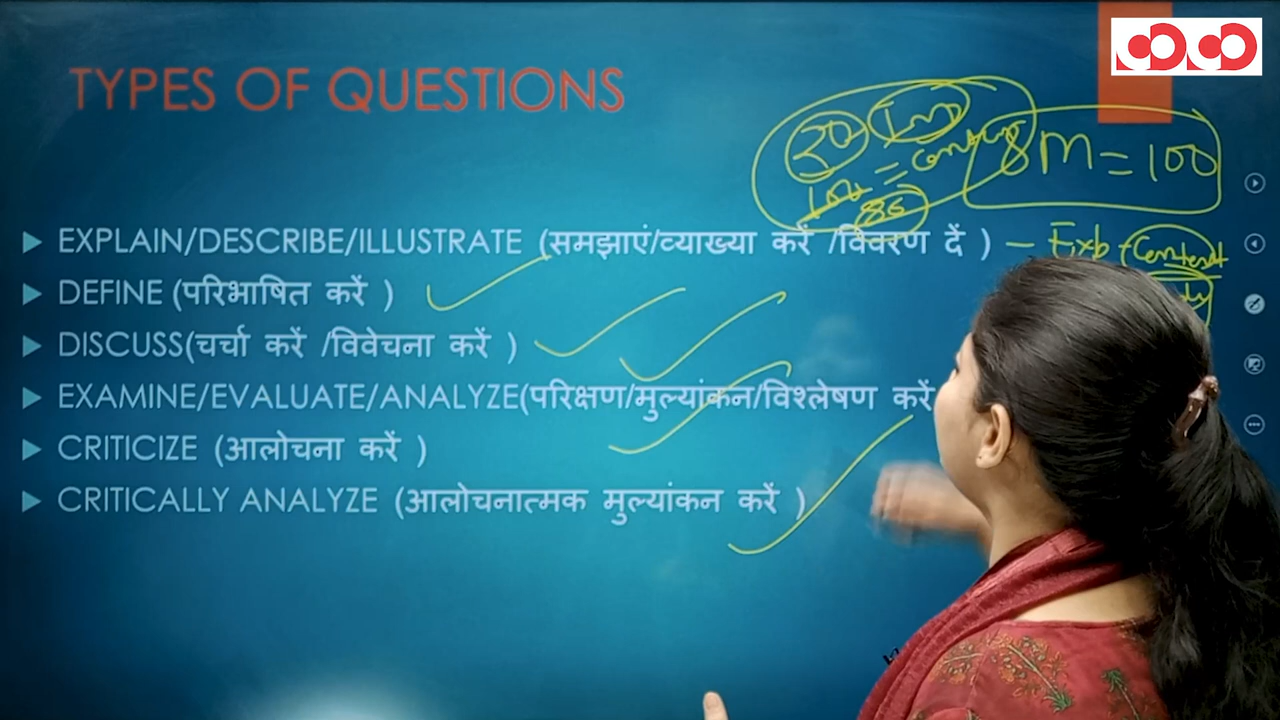 TYPES OF QUESTIONS
8M = 100
EXPLAIN/DESCRIBE/ILLUSTRATE (समझाएं/व्याख्या करें /विवरण दें )
DEFINE (परिभाषित करें )
DISCUSS(चर्चा करें /विवेचना करें )
EXAMINE/EVALUATE/ANALYZE(परिक्षण/मुल्यांकन/विश्लेषण करें
CRITICIZE (आलोचना करें )
CRITICALLY ANALYZE (आलोचनात्मक मुल्यांकन करें )